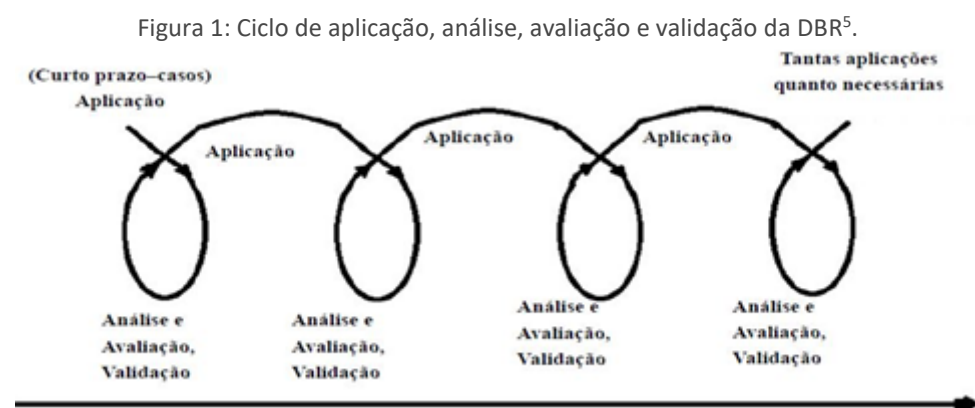 Figura 1: Ciclo de aplicação, análise, avaliação e validação da DBR⁵.
(Curto prazo–casos)
Aplicação
Tantas aplicações
quanto necessárias
Aplicação
Aplicação
Aplicação
Análise e
Avaliação,
Validação
Análise e
Avaliação,
Validação
Análise e
Avaliação,
Validação
Análise e
Avaliação,
Validação